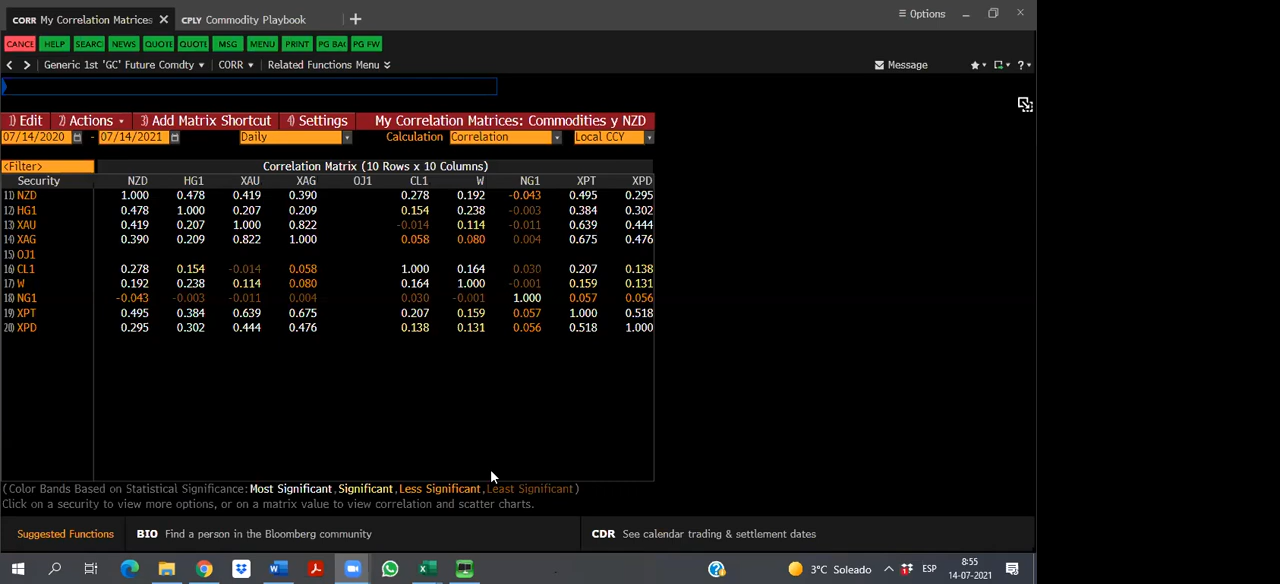 CORR My Correlation Matrices ✕ CPLY Commodity Playbook +
Options
CANCE HELP SEARC NEWS QUOTE QUOTE MSG MENU PRINT PG BAC PG FW
< > Generic 1st 'GC' Future Comdty ▾ CORR ▾ Related Functions Menu Message
1) Edit 2) Actions ▾ 3) Add Matrix Shortcut 4) Settings My Correlation Matrices: Commodities y NZD
07/14/2020 - 07/14/2021 Daily Calculation Correlation Local CCY
<Filter> Correlation Matrix (10 Rows x 10 Columns)
Security NZD HG1 XAU XAG OJ1 CL1 W NG1 XPT XPD
11) NZD 1.000 0.478 0.419 0.390 0.278 0.192 -0.043 0.495 0.295
12) HG1 0.478 1.000 0.207 0.209 0.154 0.238 -0.003 0.384 0.302
13) XAU 0.419 0.207 1.000 0.822 -0.014 0.114 -0.011 0.639 0.444
14) XAG 0.390 0.209 0.822 1.000 0.058 0.080 0.004 0.675 0.476
15) OJ1
16) CL1 0.278 0.154 -0.014 0.058 1.000 0.164 0.030 0.207 0.138
17) W 0.192 0.238 0.114 0.080 0.164 1.000 -0.001 0.159 0.131
18) NG1 -0.043 -0.003 -0.011 0.004 0.030 -0.001 1.000 0.057 0.056
19) XPT 0.495 0.384 0.639 0.675 0.207 0.159 0.057 1.000 0.518
20) XPD 0.295 0.302 0.444 0.476 0.138 0.131 0.056 0.518 1.000
(Color Bands Based on Statistical Significance: Most Significant, Significant, Less Significant, Least Significant)
Click on a security to view more options, or on a matrix value to view correlation and scatter charts.
Suggested Functions BIO Find a person in the Bloomberg community CDR See calendar trading & settlement dates
3°C Soleado ESP 8:55
14-07-2021